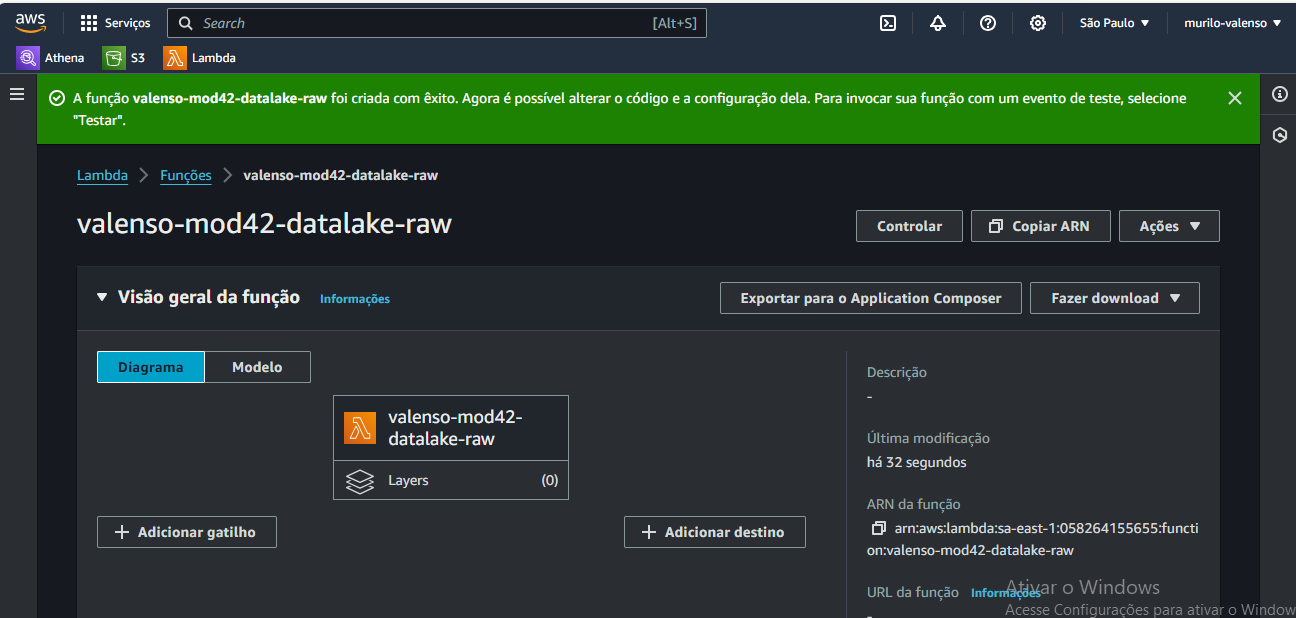 aws
Serviços
Search
[Alt+S]
São Paulo
murilo-valenso
Athena
S3
Lambda
A função valenso-mod42-datalake-raw foi criada com êxito. Agora é possível alterar o código e a configuração dela. Para invocar sua função com um evento de teste, selecione
"Testar".
Lambda
Funções
valenso-mod42-datalake-raw
valenso-mod42-datalake-raw
Controlar
Copiar ARN
Ações
Visão geral da função
Informações
Exportar para o Application Composer
Fazer download
Diagrama
Modelo
valenso-mod42-
datalake-raw
Layers
(0)
Adicionar gatilho
Adicionar destino
Descrição
-
Última modificação
há 32 segundos
ARN da função
arn:aws:lambda:sa-east-1:058264155655:functi
on:valenso-mod42-datalake-raw
URL da função
Informações
-
Ativar o Windows
Acesse Configurações para ativar o Window